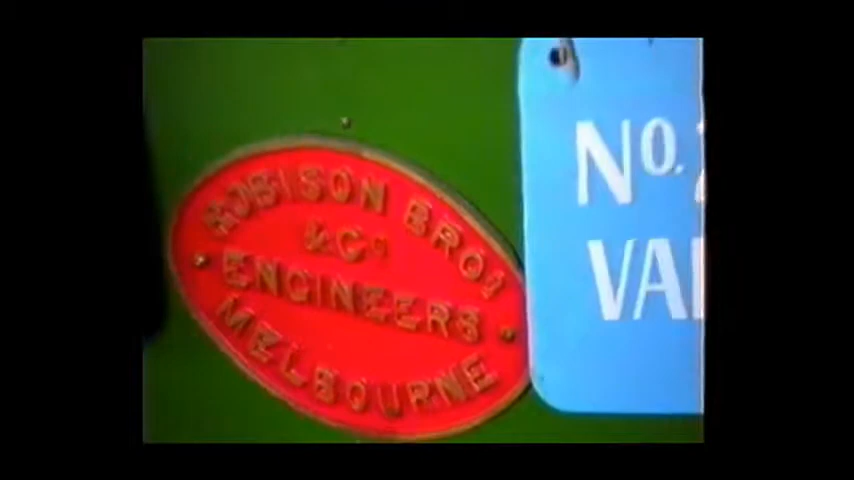 ROBISON BROS
& Co
ENGINEERS
MELBOURNE
No.
VA